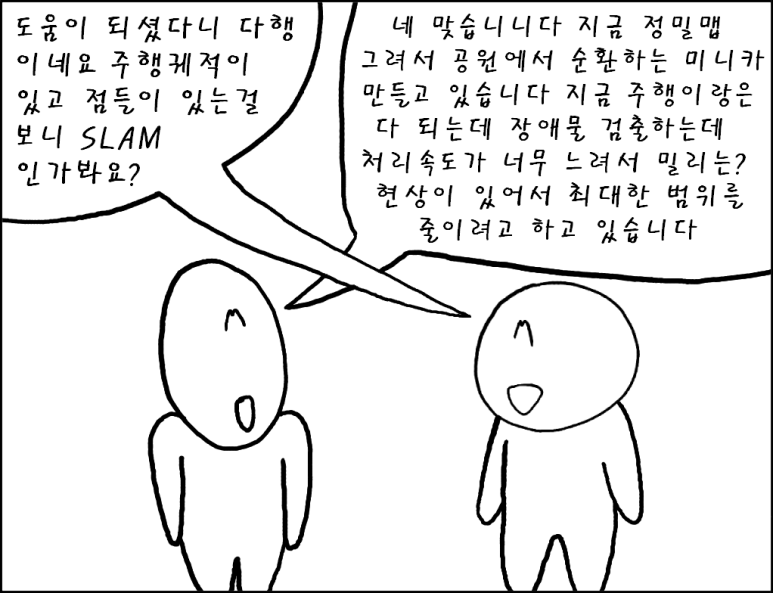 도움이 되셨다니 다행
이네요 주행궤적이
있고 점들이 있는걸
보니 SLAM
인가봐요?
네 맞습니니다 지금 정밀맵
그려서 공원에서 순환하는 미니카
만들고 있습니다 지금 주행이랑은
다 되는데 장애물 검출하는데
처리속도가 너무 느려서 밀리는?
현상이 있어서 최대한 범위를
줄이려고 하고 있습니다